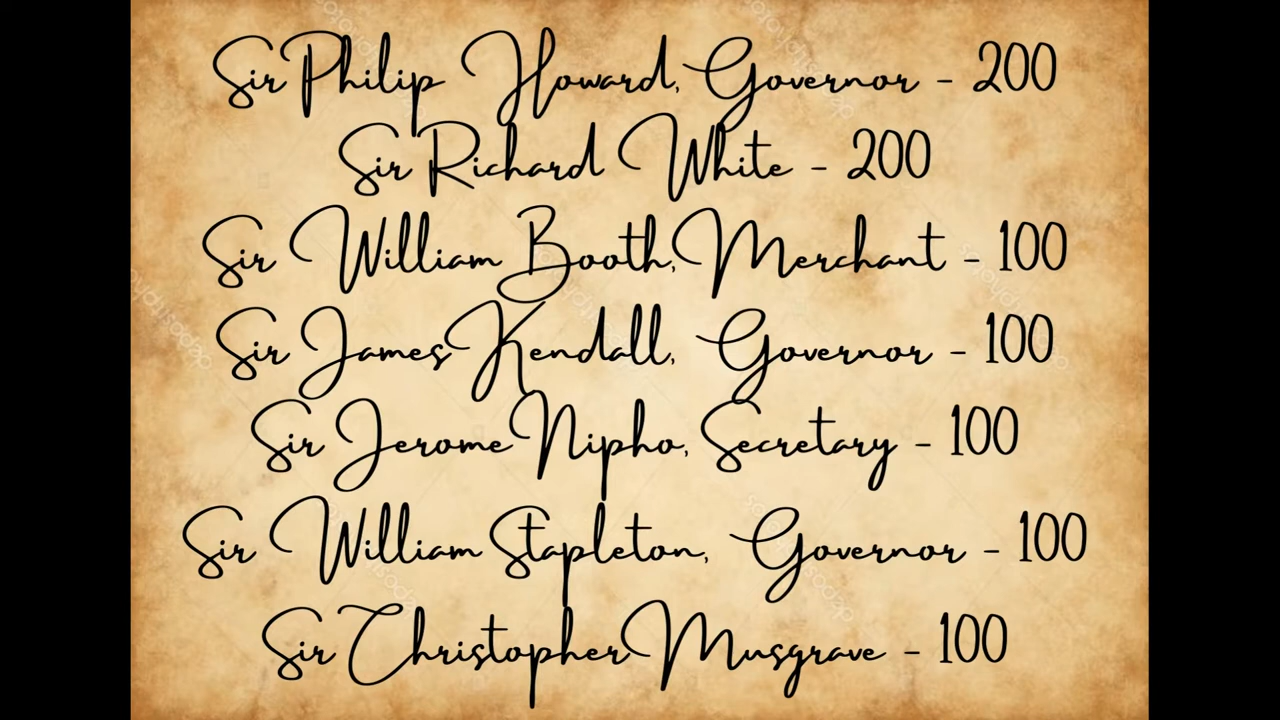 Sir Philip Howard, Governor - 200
Sir Richard White - 200
Sir William Booth, Merchant - 100
Sir James Kendall, Governor - 100
Sir Jerome Nipho, Secretary - 100
Sir William Stapleton, Governor - 100
Sir Christopher Musgrave - 100